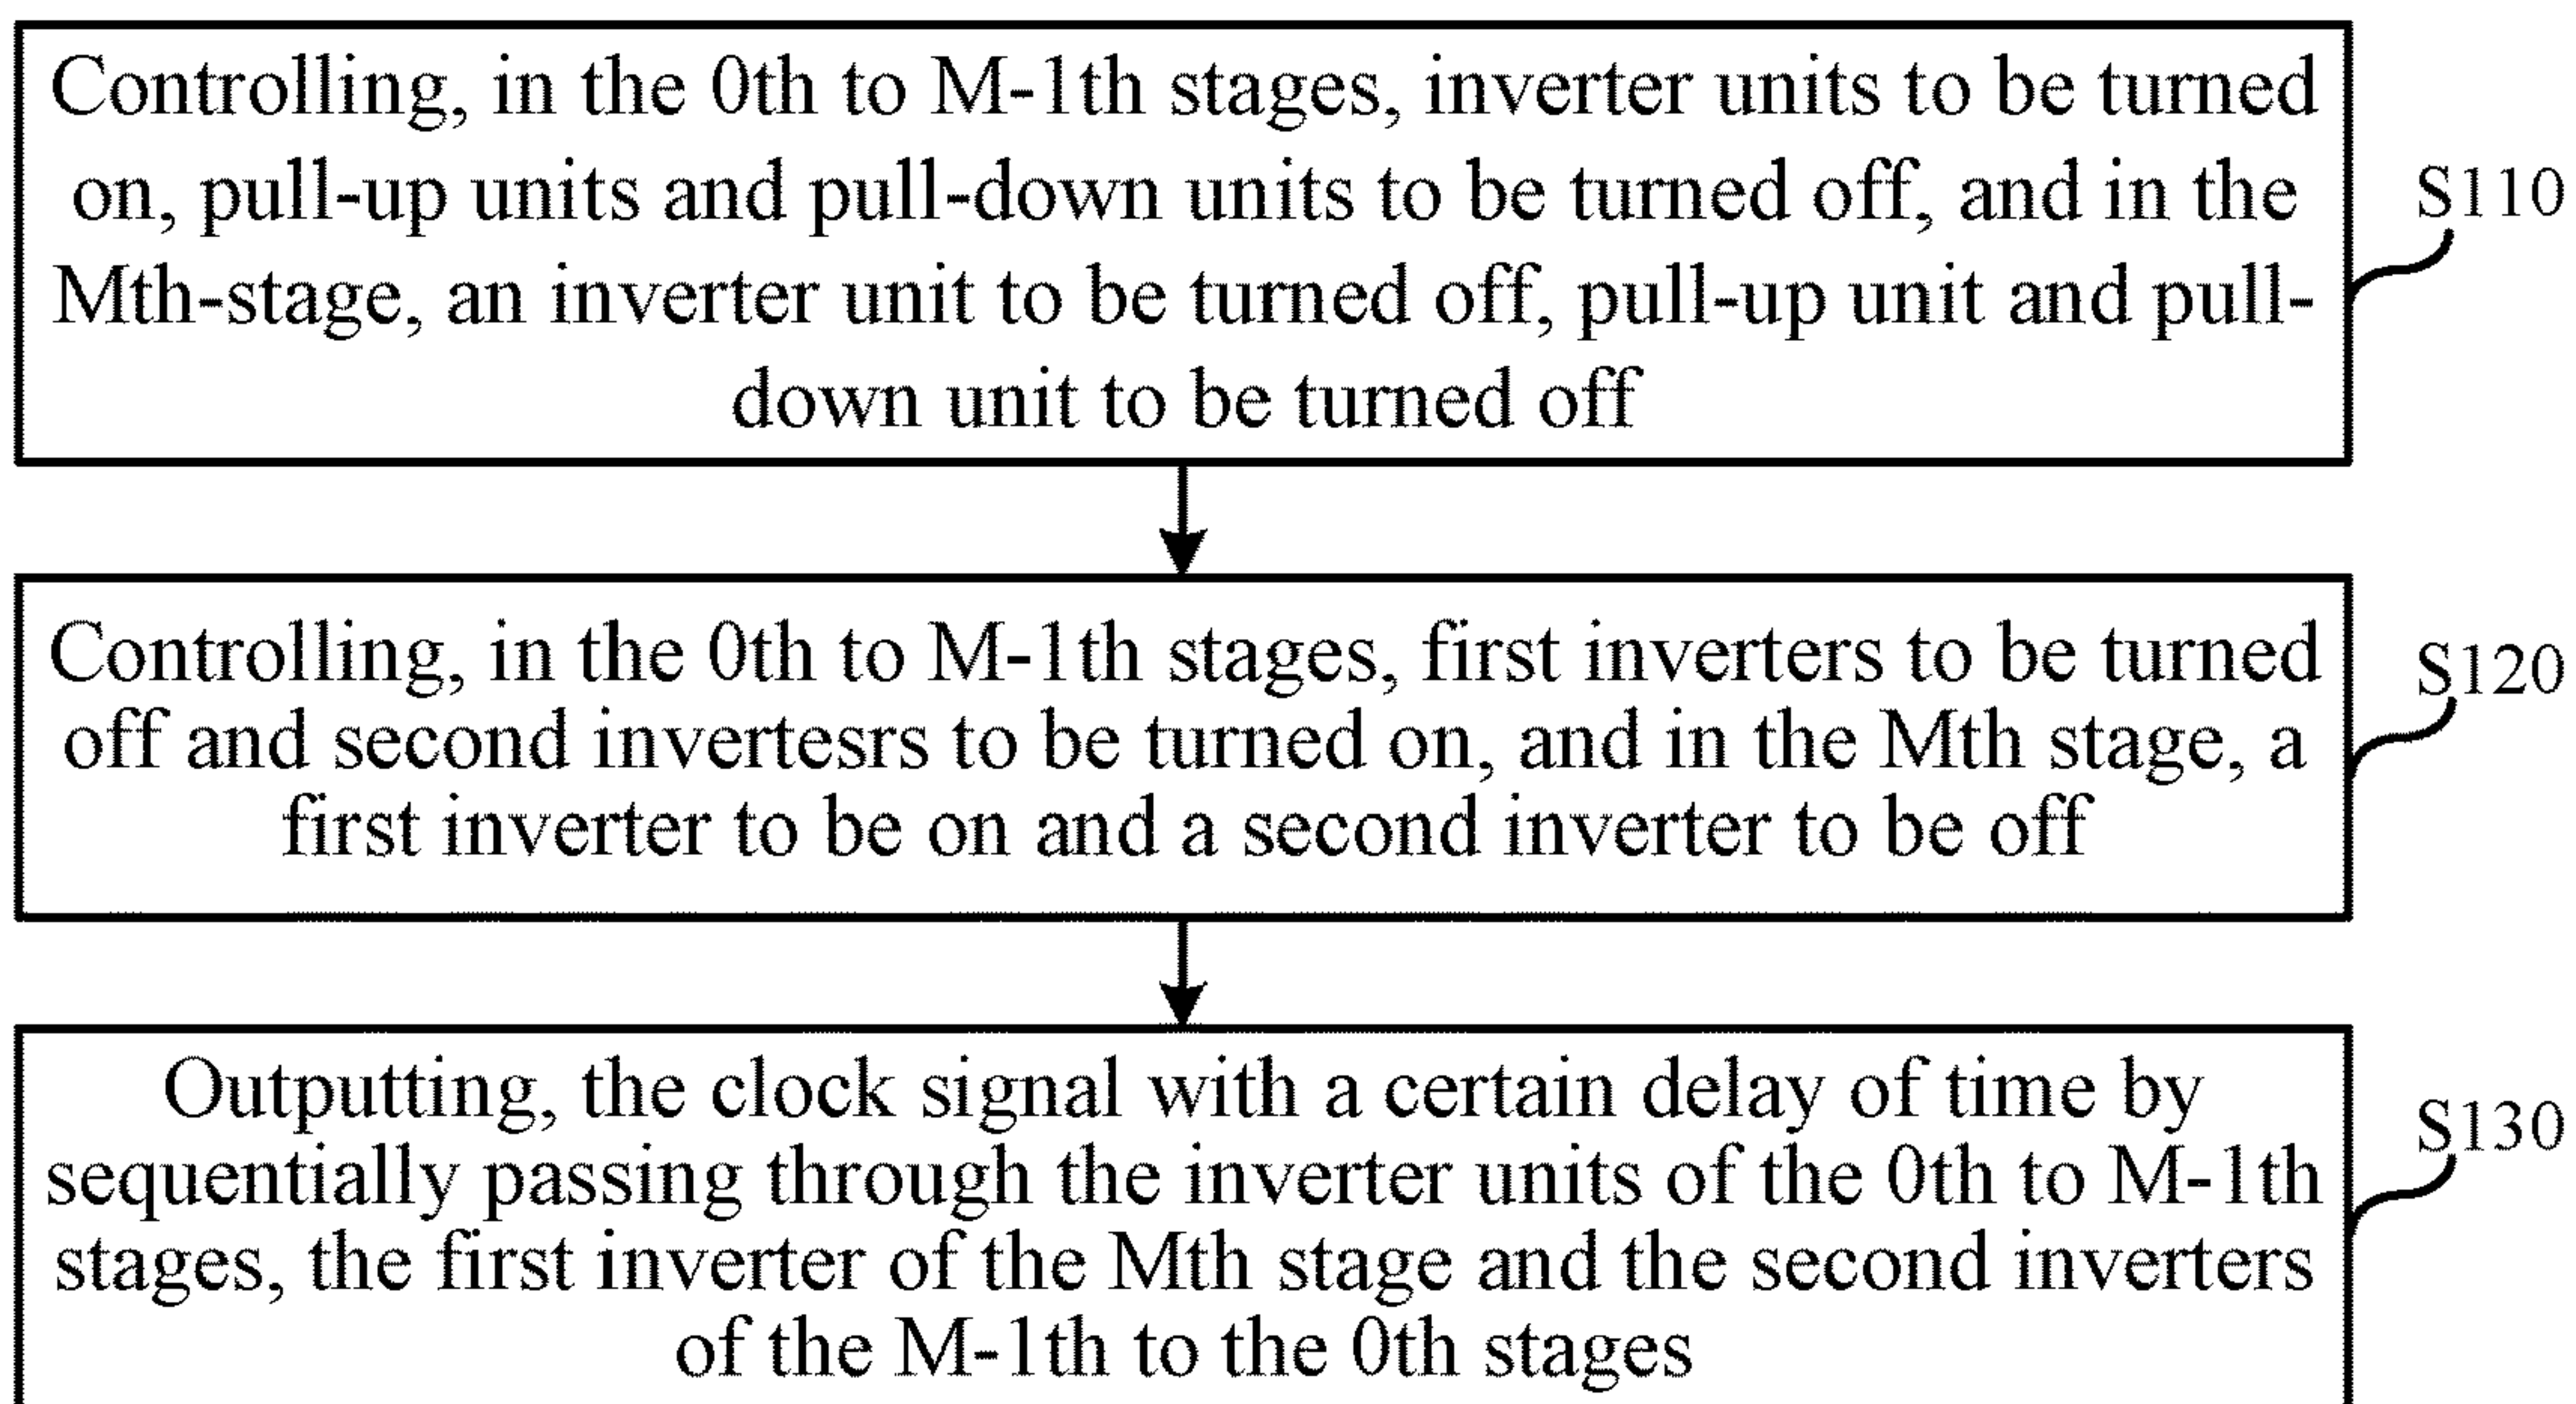 Controlling, in the 0th to M-1th stages, inverter units to be turned
on, pull-up units and pull-down units to be turned off, and in the
Mth-stage, an inverter unit to be turned off, pull-up unit and pull-
down unit to be turned off
S110
Controlling, in the 0th to M-1th stages, first inverters to be turned
off and second invertesrs to be turned on, and in the Mth stage, a
first inverter to be on and a second inverter to be off
S120
Outputting, the clock signal with a certain delay of time by
sequentially passing through the inverter units of the 0th to M-1th
stages, the first inverter of the Mth stage and the second inverters
of the M-1th to the 0th stages
S130